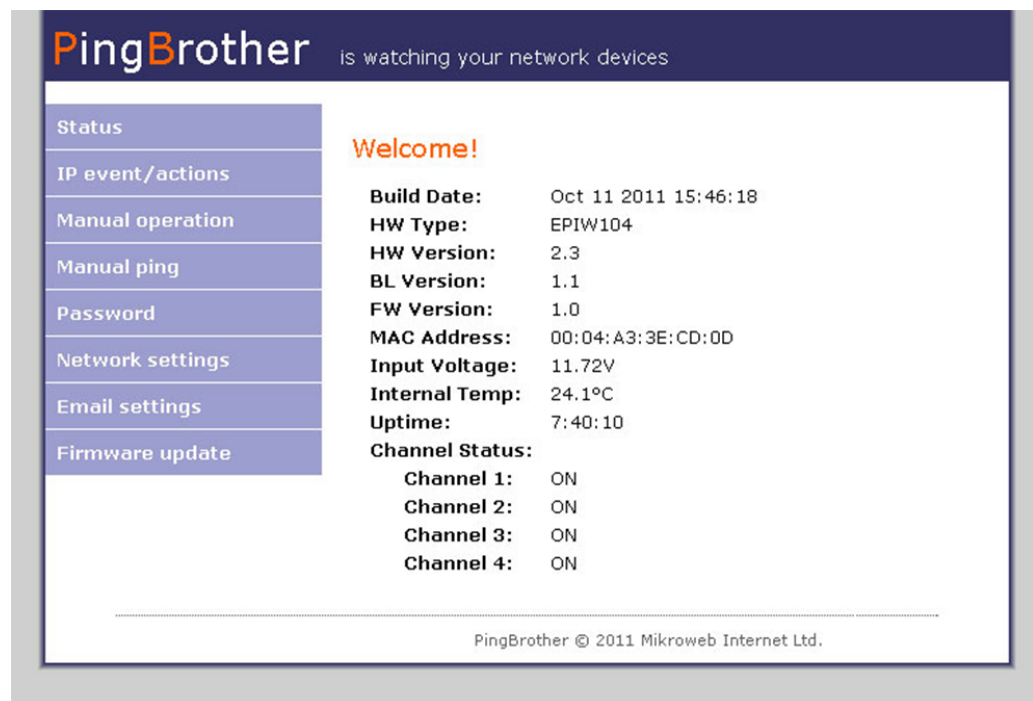 PingBrother is watching your network devices
Status
IP event/actions
Manual operation
Manual ping
Password
Network settings
Email settings
Firmware update
Welcome!
Build Date: Oct 11 2011 15:46:18
HW Type: EPIW104
HW Version: 2.3
BL Version: 1.1
FW Version: 1.0
MAC Address: 00:04:A3:3E:CD:0D
Input Voltage: 11.72V
Internal Temp: 24.1ºC
Uptime: 7:40:10
Channel Status:
Channel 1: ON
Channel 2: ON
Channel 3: ON
Channel 4: ON
PingBrother © 2011 Mikroweb Internet Ltd.